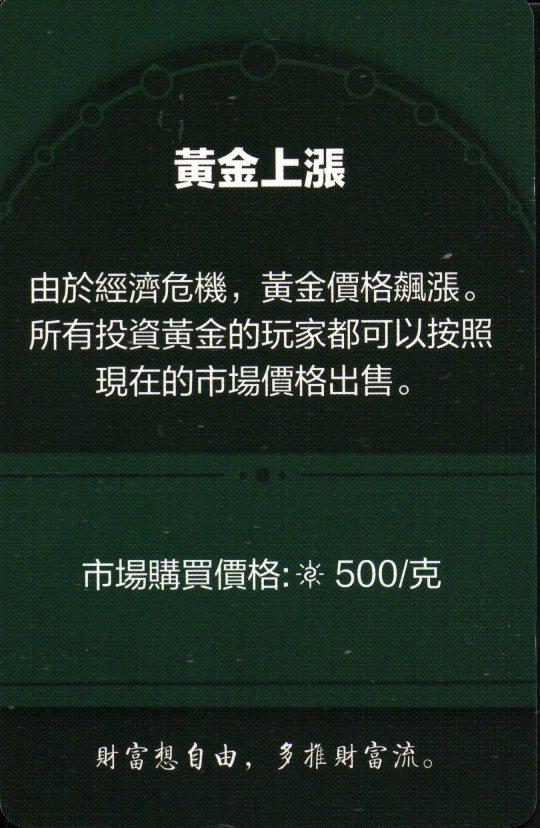 黃金上漲
由於經濟危機，黃金價格飆漲。
所有投資黃金的玩家都可以按照
現在的市場價格出售。
市場購買價格: 500/克
財富想自由，多推財富流。